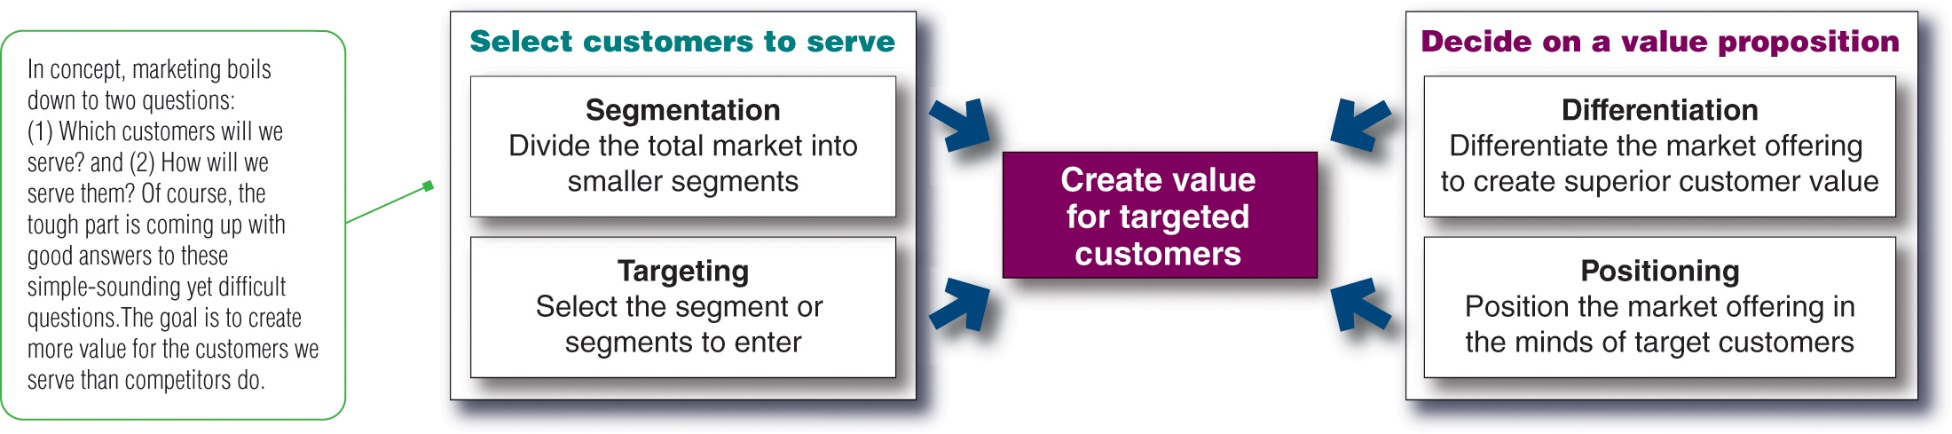 In concept, marketing boils
down to two questions:
(1) Which customers will we
serve? and (2) How will we
serve them? Of course, the
tough part is coming up with
good answers to these
simple-sounding yet difficult
questions.The goal is to create
more value for the customers we
serve than competitors do.
Select customers to serve
Segmentation
Divide the total market into
smaller segments
Targeting
Select the segment or
segments to enter
Create value
for targeted
customers
Decide on a value proposition
Differentiation
Differentiate the market offering
to create superior customer value
Positioning
Position the market offering in
the minds of target customers